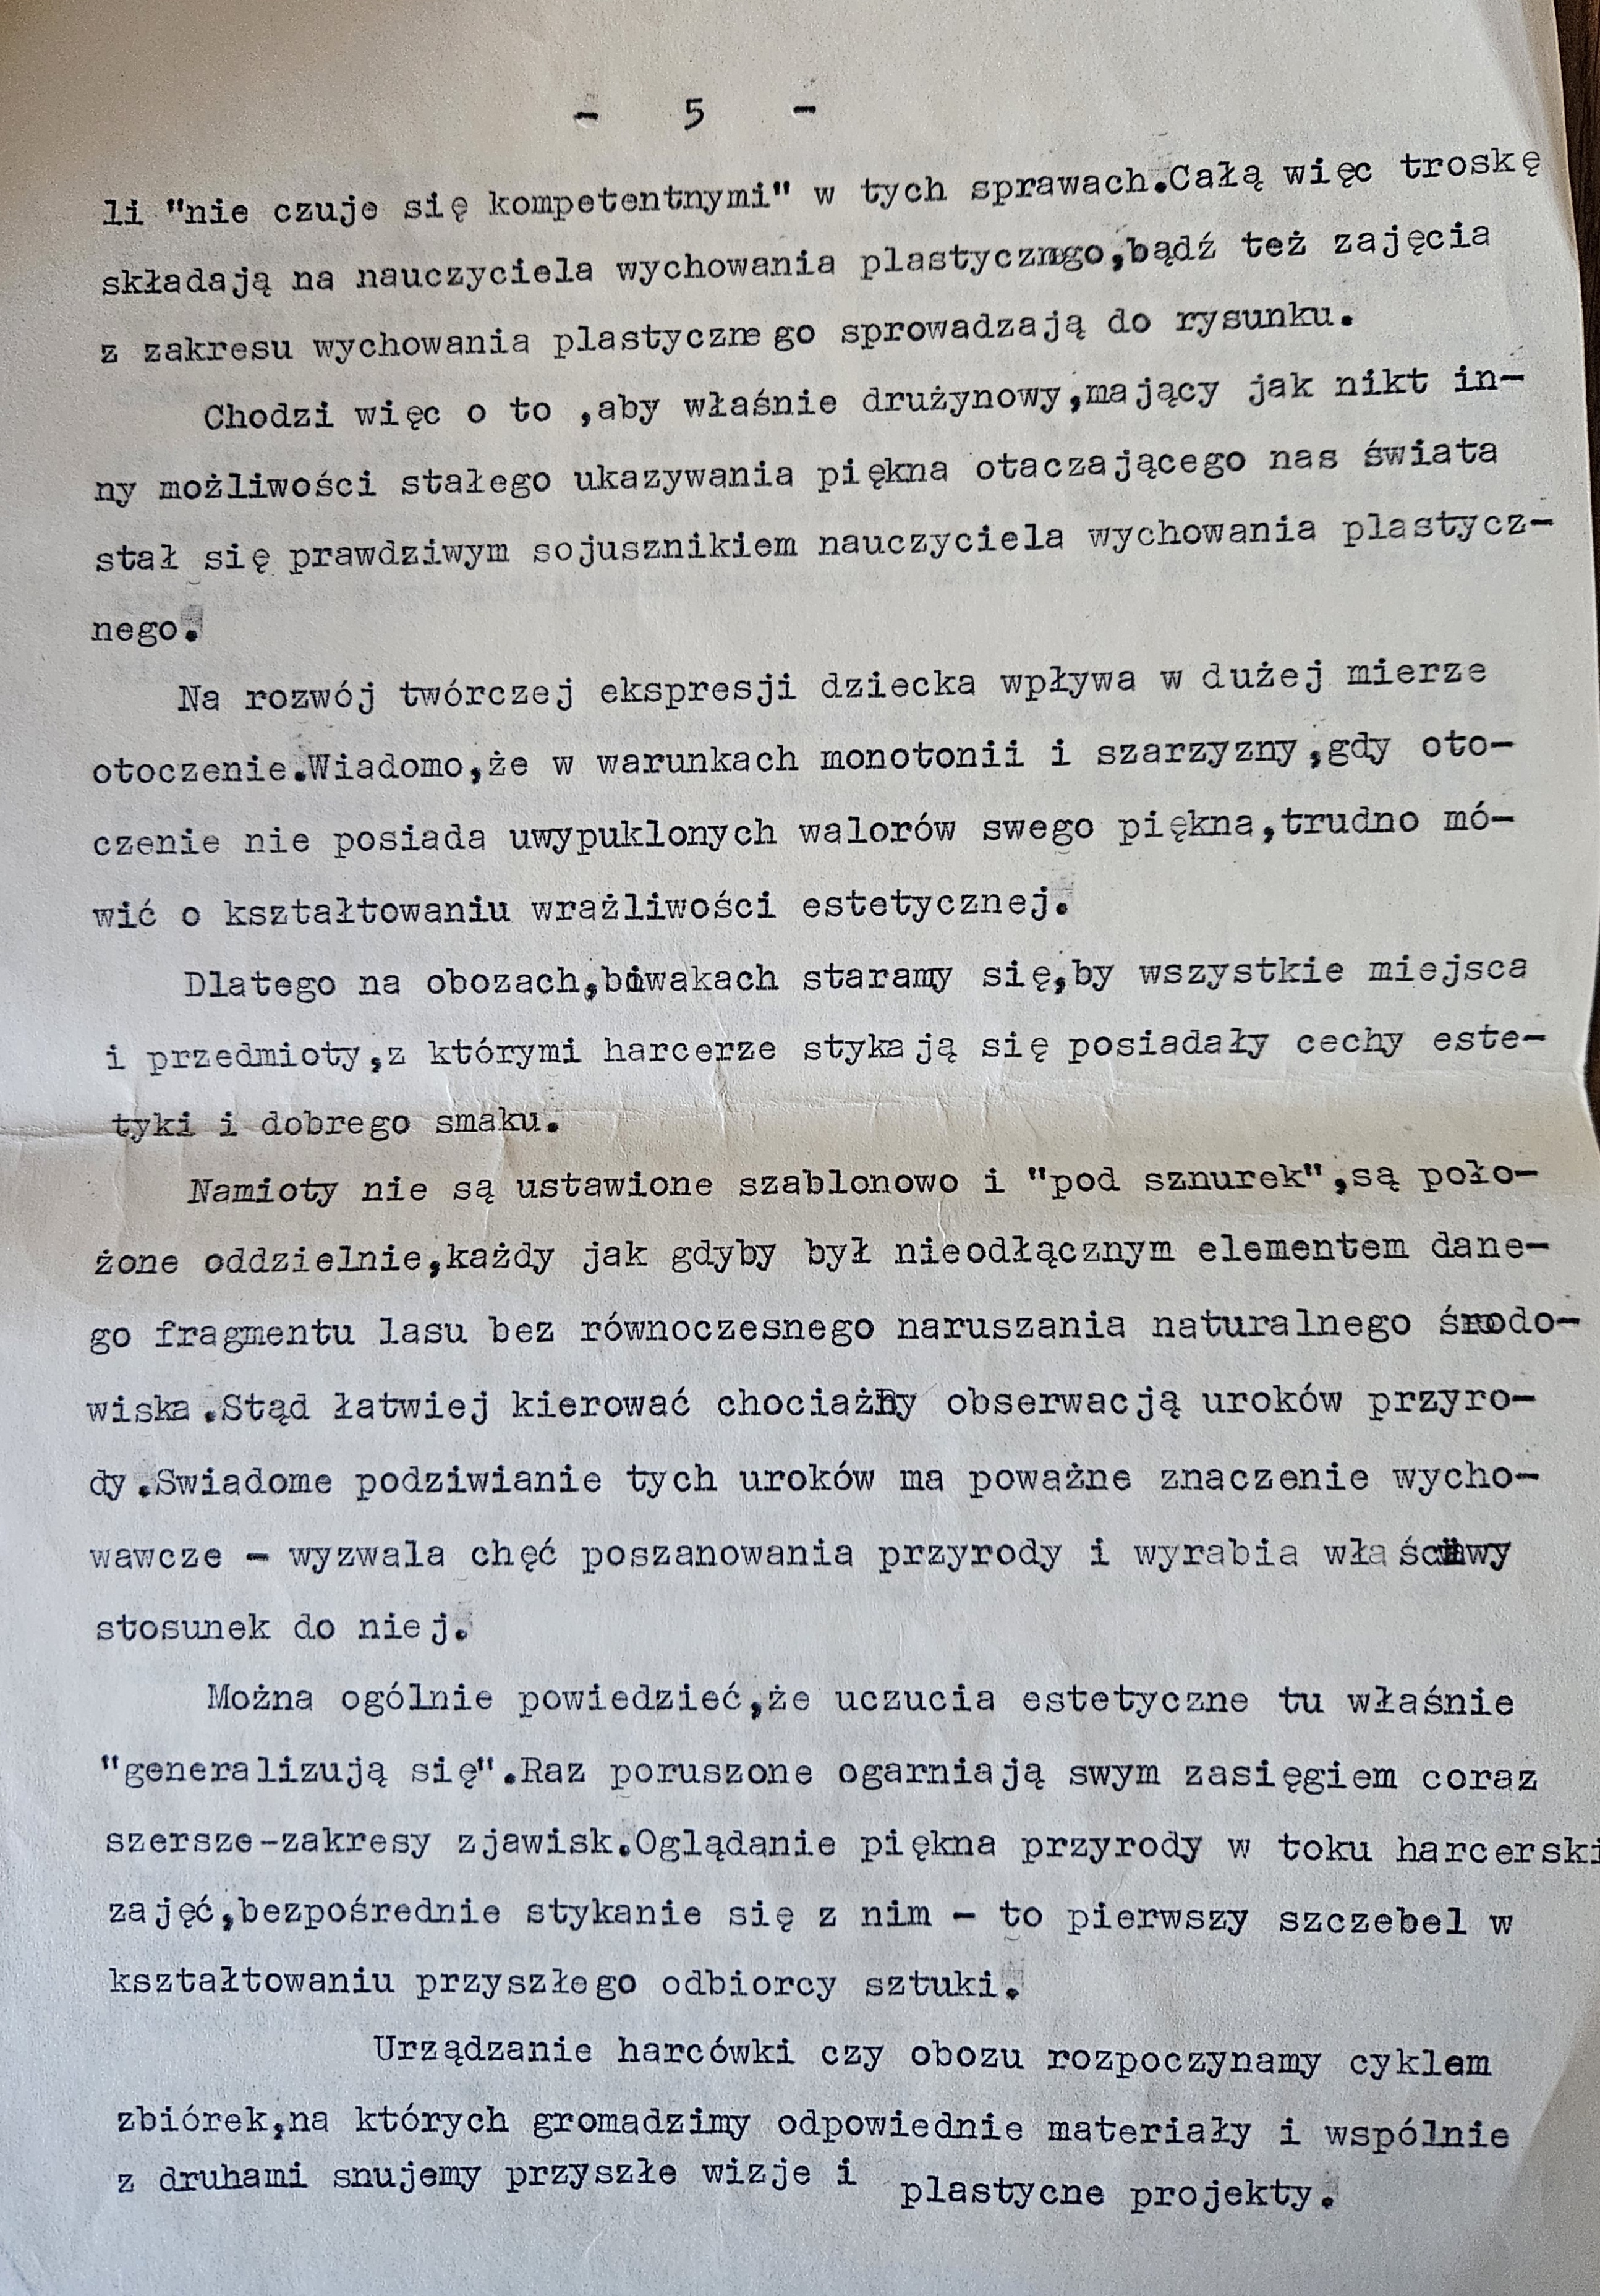 - 5 -
li "nie czuje się kompetentnymi" w tych sprawach.Całą więc troskę
składają na nauczyciela wychowania plastycznego,bądź też zajęcia
z zakresu wychowania plastycznego sprowadzają do rysunku.
Chodzi więc o to ,aby właśnie drużynowy,mający jak nikt in-
ny możliwości stałego ukazywania piękna otaczającego nas świata
stał się prawdziwym sojusznikiem nauczyciela wychowania plastycz-
nego.
Na rozwój twórczej ekspresji dziecka wpływa w dużej mierze
otoczenie.Wiadomo,że w warunkach monotonii i szarzyzny,gdy oto-
czenie nie posiada uwypuklonych walorów swego piękna,trudno mó-
wić o kształtowaniu wrażliwości estetycznej.
Dlatego na obozach,biwakach staramy się,by wszystkie miejsca
i przedmioty,z którymi harcerze stykają się posiadały cechy este-
tyki i dobrego smaku.
Namioty nie są ustawione szablonowo i "pod sznurek",są poło-
żone oddzielnie,każdy jak gdyby był nieodłącznym elementem dane-
go fragmentu lasu bez równoczesnego naruszania naturalnego środo-
wiska.Stąd łatwiej kierować chociażby obserwacją uroków przyro-
dy.Swiadome podziwianie tych uroków ma poważne znaczenie wycho-
wawcze - wyzwala chęć poszanowania przyrody i wyrabia właściwy
stosunek do niej.
Można ogólnie powiedzieć,że uczucia estetyczne tu właśnie
"generalizują się".Raz poruszone ogarniają swym zasięgiem coraz
szersze-zakresy zjawisk.Oglądanie piękna przyrody w toku harcerski
zajęć,bezpośrednie stykanie się z nim - to pierwszy szczebel w
kształtowaniu przyszłego odbiorcy sztuki.
Urządzanie harcówki czy obozu rozpoczynamy cyklem
zbiórek,na których gromadzimy odpowiednie materiały i wspólnie
z druhami snujemy przyszłe wizje i plastycne projekty.